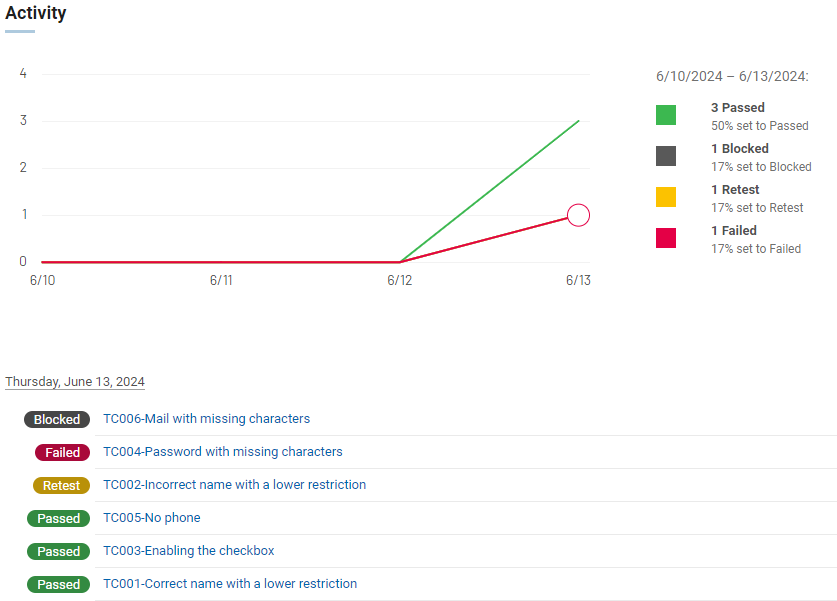 Activity
4
3
2
1
0
6/10 6/11 6/12 6/13
6/10/2024 – 6/13/2024:
3 Passed
50% set to Passed
1 Blocked
17% set to Blocked
1 Retest
17% set to Retest
1 Failed
17% set to Failed
Thursday, June 13, 2024
Blocked TC006-Mail with missing characters
Failed TC004-Password with missing characters
Retest TC002-Incorrect name with a lower restriction
Passed TC005-No phone
Passed TC003-Enabling the checkbox
Passed TC001-Correct name with a lower restriction